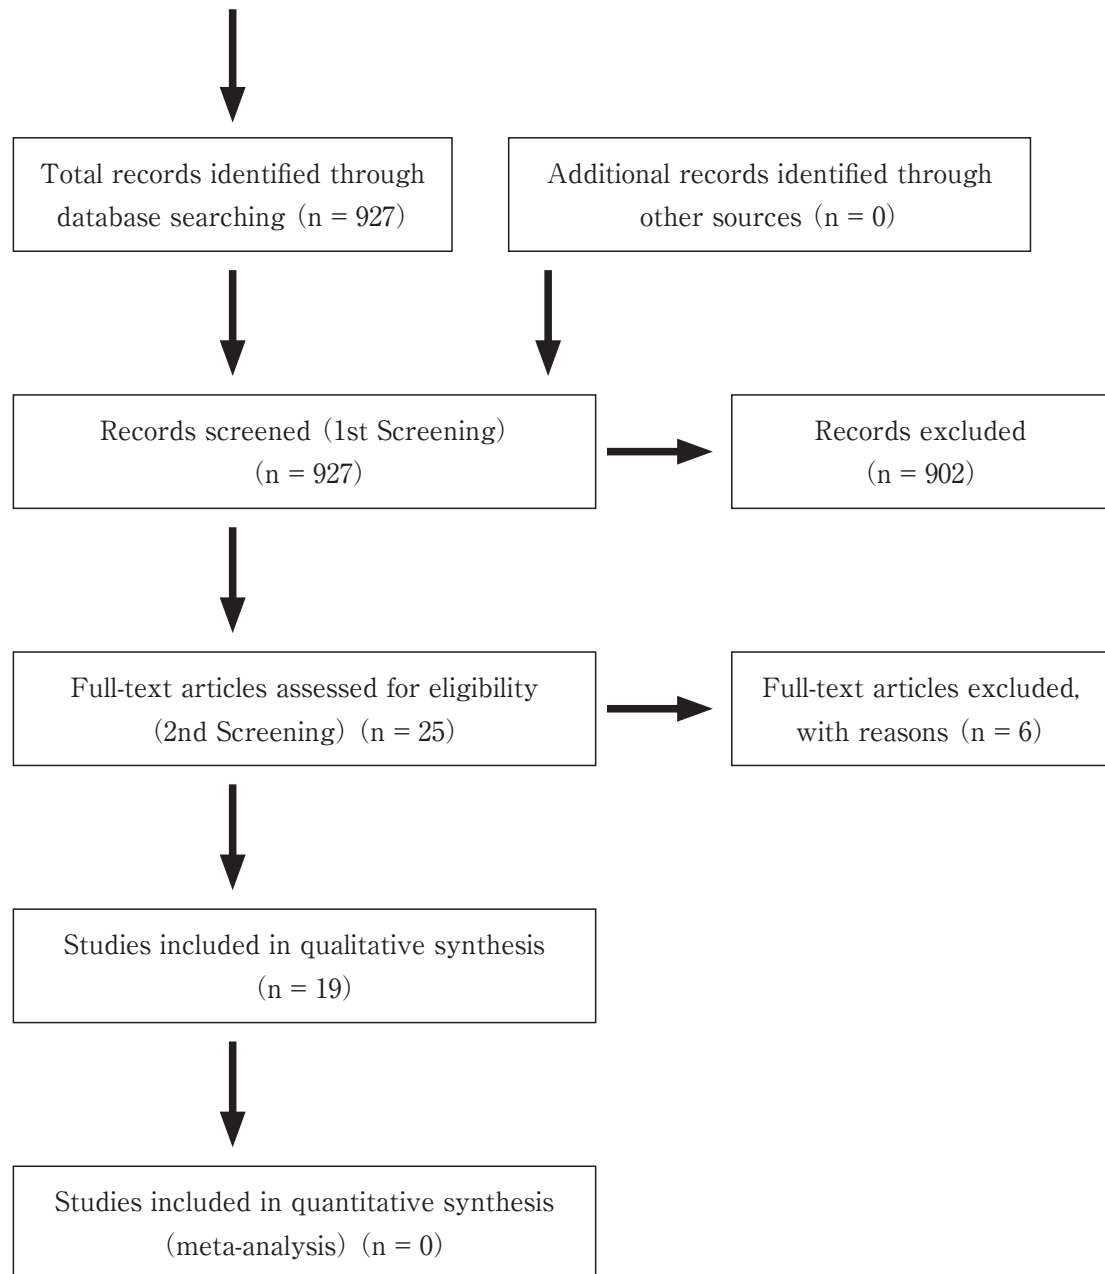 Total records identified through
database searching (n = 927)
Additional records identified through
other sources (n = 0)
Records screened (1st Screening)
(n = 927)
Records excluded
(n = 902)
Full-text articles assessed for eligibility
(2nd Screening) (n = 25)
Full-text articles excluded,
with reasons (n = 6)
Studies included in qualitative synthesis
(n = 19)
Studies included in quantitative synthesis
(meta-analysis) (n = 0)